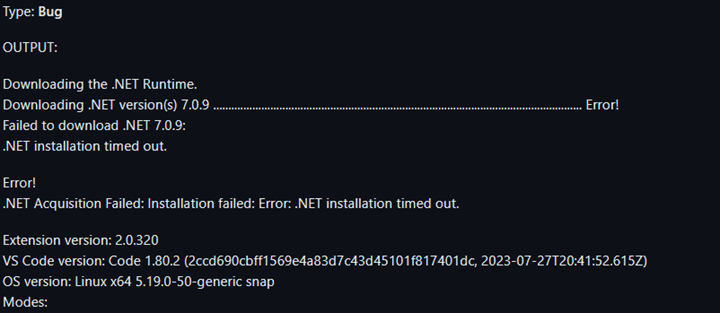 Type: Bug
OUTPUT:
Downloading the .NET Runtime.
Downloading .NET version(s) 7.0.9 ........................................................................................................................... Error!
Failed to download .NET 7.0.9:
.NET installation timed out.
Error!
.NET Acquisition Failed: Installation failed: Error: .NET installation timed out.
Extension version: 2.0.320
VS Code version: Code 1.80.2 (2ccd690cbff1569e4a83d7c43d45101f817401dc, 2023-07-27T20:41:52.615Z)
OS version: Linux x64 5.19.0-50-generic snap
Modes: